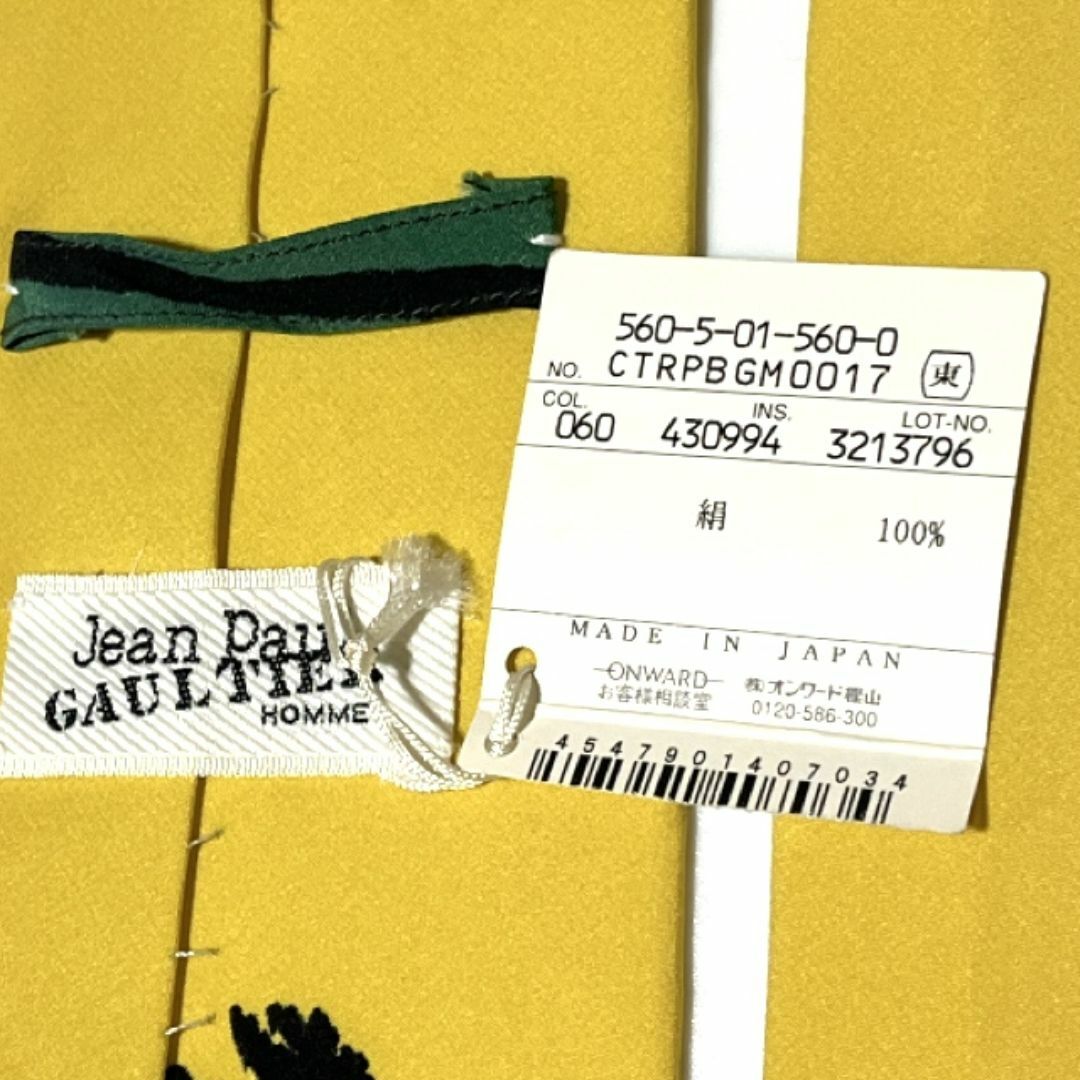 560-5-01-560-0
NO. CTRPBGM0017 東
COL. INS. LOT-NO.
060 430994 3213796
絹 100%
MADE IN JAPAN
ONWARD
お客様相談室
㈱オンワード樫山
0120-586-300
4547901407034
Jean Paul
GAULTIER
HOMME